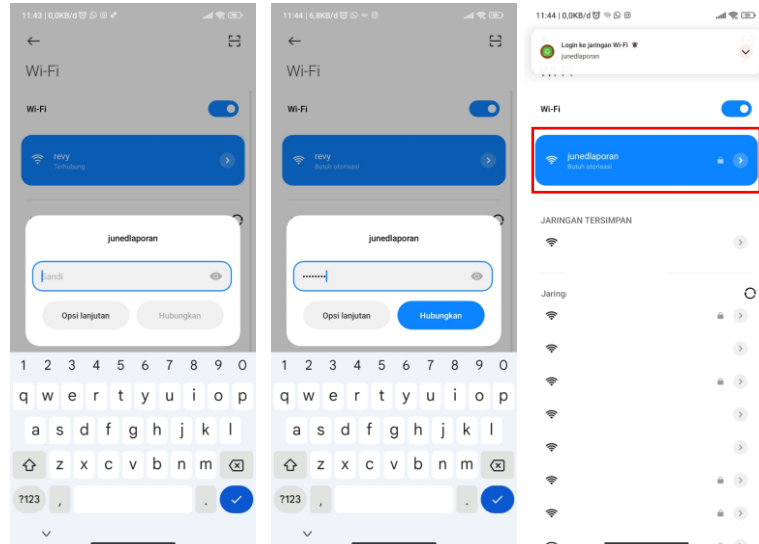 11:43 | 0,0KB/d
Wi-Fi
Wi-Fi
revy
Terhubung
junedlaporan
Sandi
Opsi lanjutan
Hubungkan
1 2 3 4 5 6 7 8 9 0
q w e r t y u i o p
a s d f g h j k l
z x c v b n m
?123 , .
11:44 | 6,8KB/d
Wi-Fi
Wi-Fi
revy
Butuh otorisasi
junedlaporan
••••••••
Opsi lanjutan
Hubungkan
1 2 3 4 5 6 7 8 9 0
q w e r t y u i o p
a s d f g h j k l
z x c v b n m
?123 , .
11:44 | 0,0KB/d
Login ke jaringan Wi-Fi
junedlaporan
Wi-Fi
junedlaporan
Butuh otorisasi
JARINGAN TERSIMPAN
Jaring